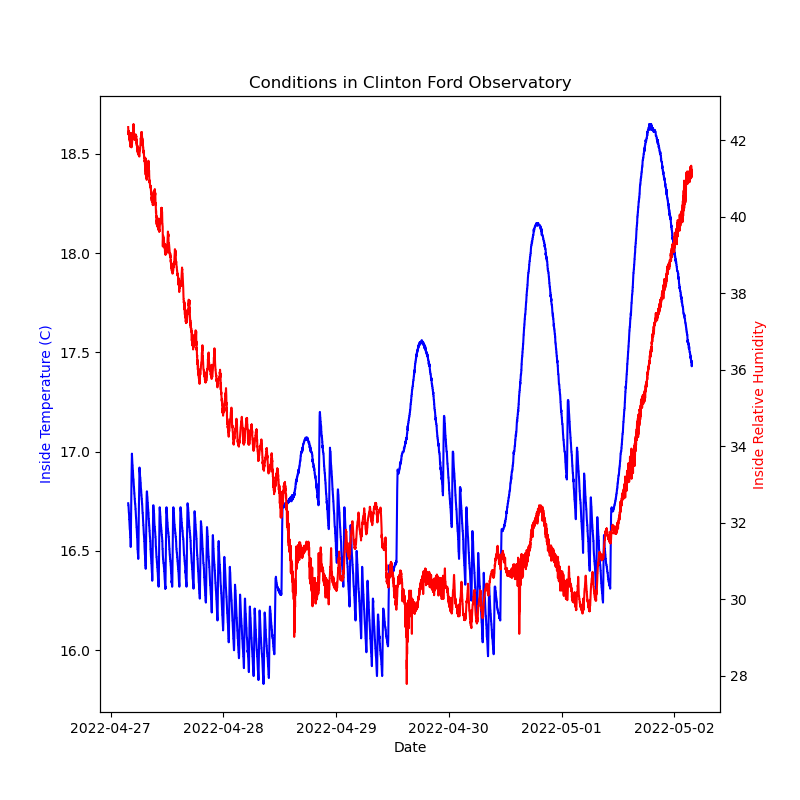 Conditions in Clinton Ford Observatory
Inside Temperature (C)
18.5
18.0
17.5
17.0
16.5
16.0
42
40
38
36
34
32
30
28
Inside Relative Humidity
2022-04-27 2022-04-28 2022-04-29 2022-04-30 2022-05-01 2022-05-02
Date